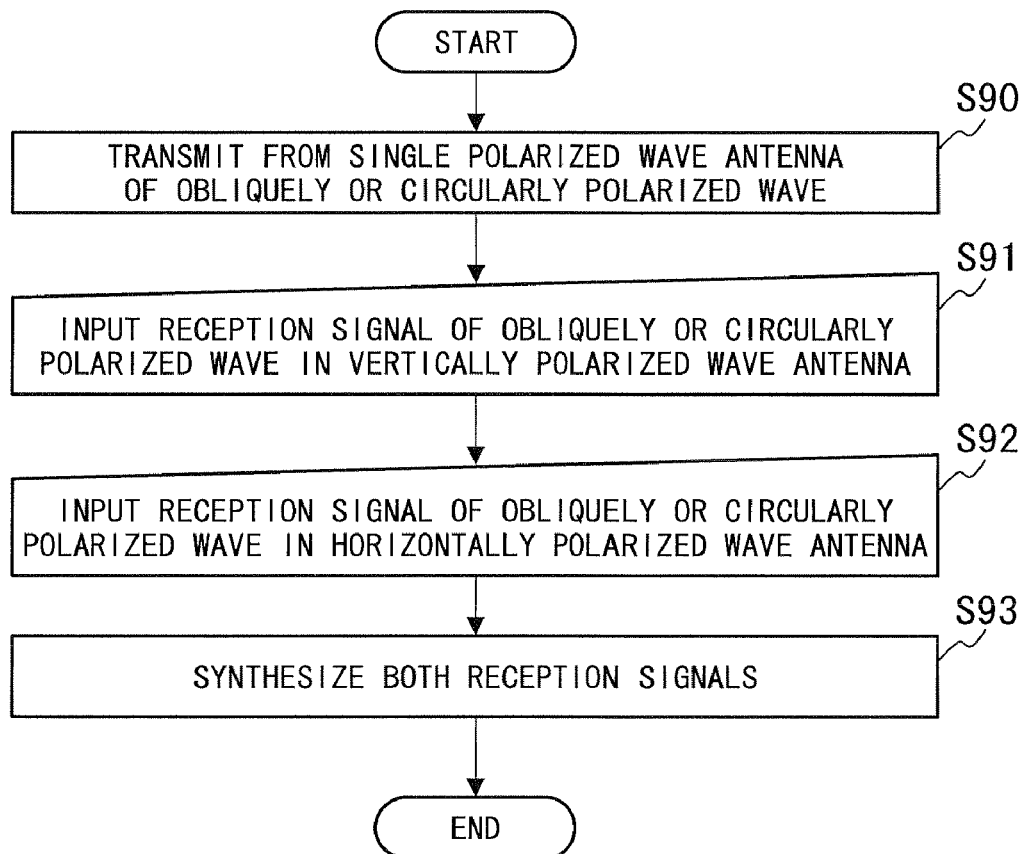 START
S90
TRANSMIT FROM SINGLE POLARIZED WAVE ANTENNA
OF OBLIQUELY OR CIRCULARLY POLARIZED WAVE
S91
INPUT RECEPTION SIGNAL OF OBLIQUELY OR CIRCULARLY
POLARIZED WAVE IN VERTICALLY POLARIZED WAVE ANTENNA
S92
INPUT RECEPTION SIGNAL OF OBLIQUELY OR CIRCULARLY
POLARIZED WAVE IN HORIZONTALLY POLARIZED WAVE ANTENNA
S93
SYNTHESIZE BOTH RECEPTION SIGNALS
END